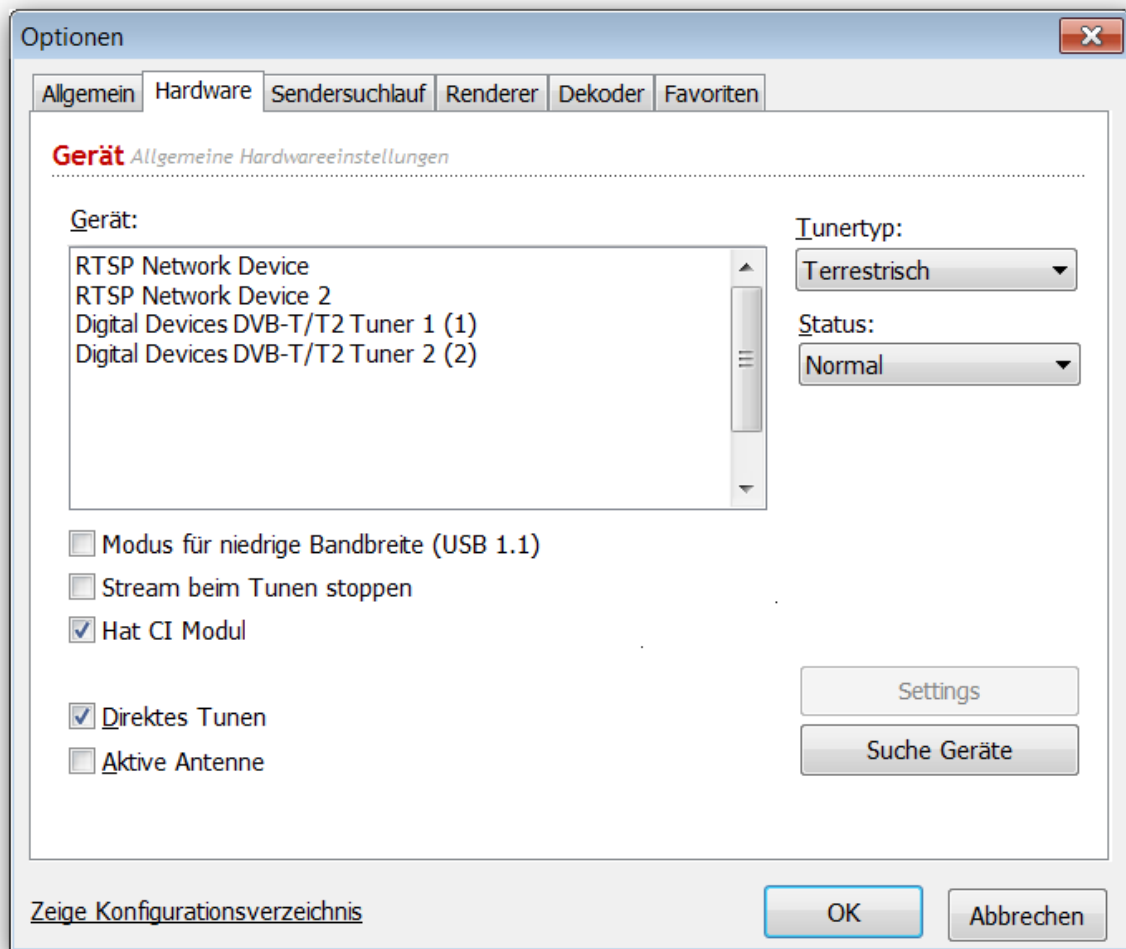 Optionen
Allgemein Hardware Sendersuchlauf Renderer Dekoder Favoriten
Gerät Allgemeine Hardwareeinstellungen
Gerät:
Tunertyp:
RTSP Network Device
Terrestrisch
RTSP Network Device 2
Digital Devices DVB-T/T2 Tuner 1 (1)
Status:
Digital Devices DVB-T/T2 Tuner 2 (2)
Normal
Modus für niedrige Bandbreite (USB 1.1)
Stream beim Tunen stoppen
Hat CI Modul
Settings
Direktes Tunen
Suche Geräte
Aktive Antenne
Zeige Konfigurationsverzeichnis
OK
Abbrechen